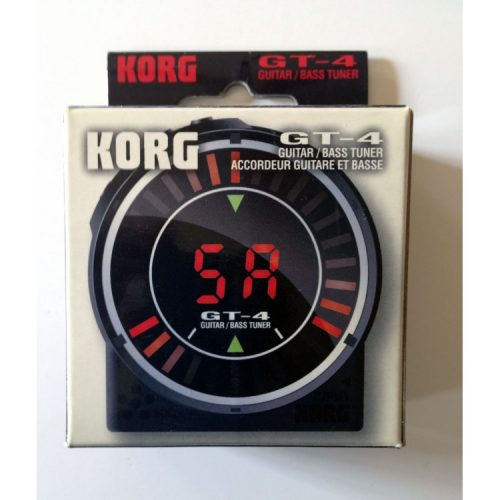 KORG
GT-4
GUITAR / BASS TUNER
KORG
GT-4
GUITAR / BASS TUNER
ACCORDEUR GUITARE ET BASSE
5A
GT-4
GUITAR / BASS TUNER
KORG